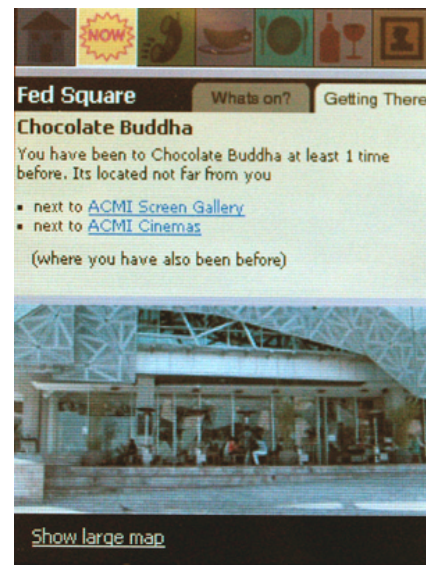 NOW
Fed Square
Whats on?
Getting There
Chocolate Buddha
You have been to Chocolate Buddha at least 1 time
before. Its located not far from you
next to ACMI Screen Gallery
next to ACMI Cinemas
(where you have also been before)
Show large map